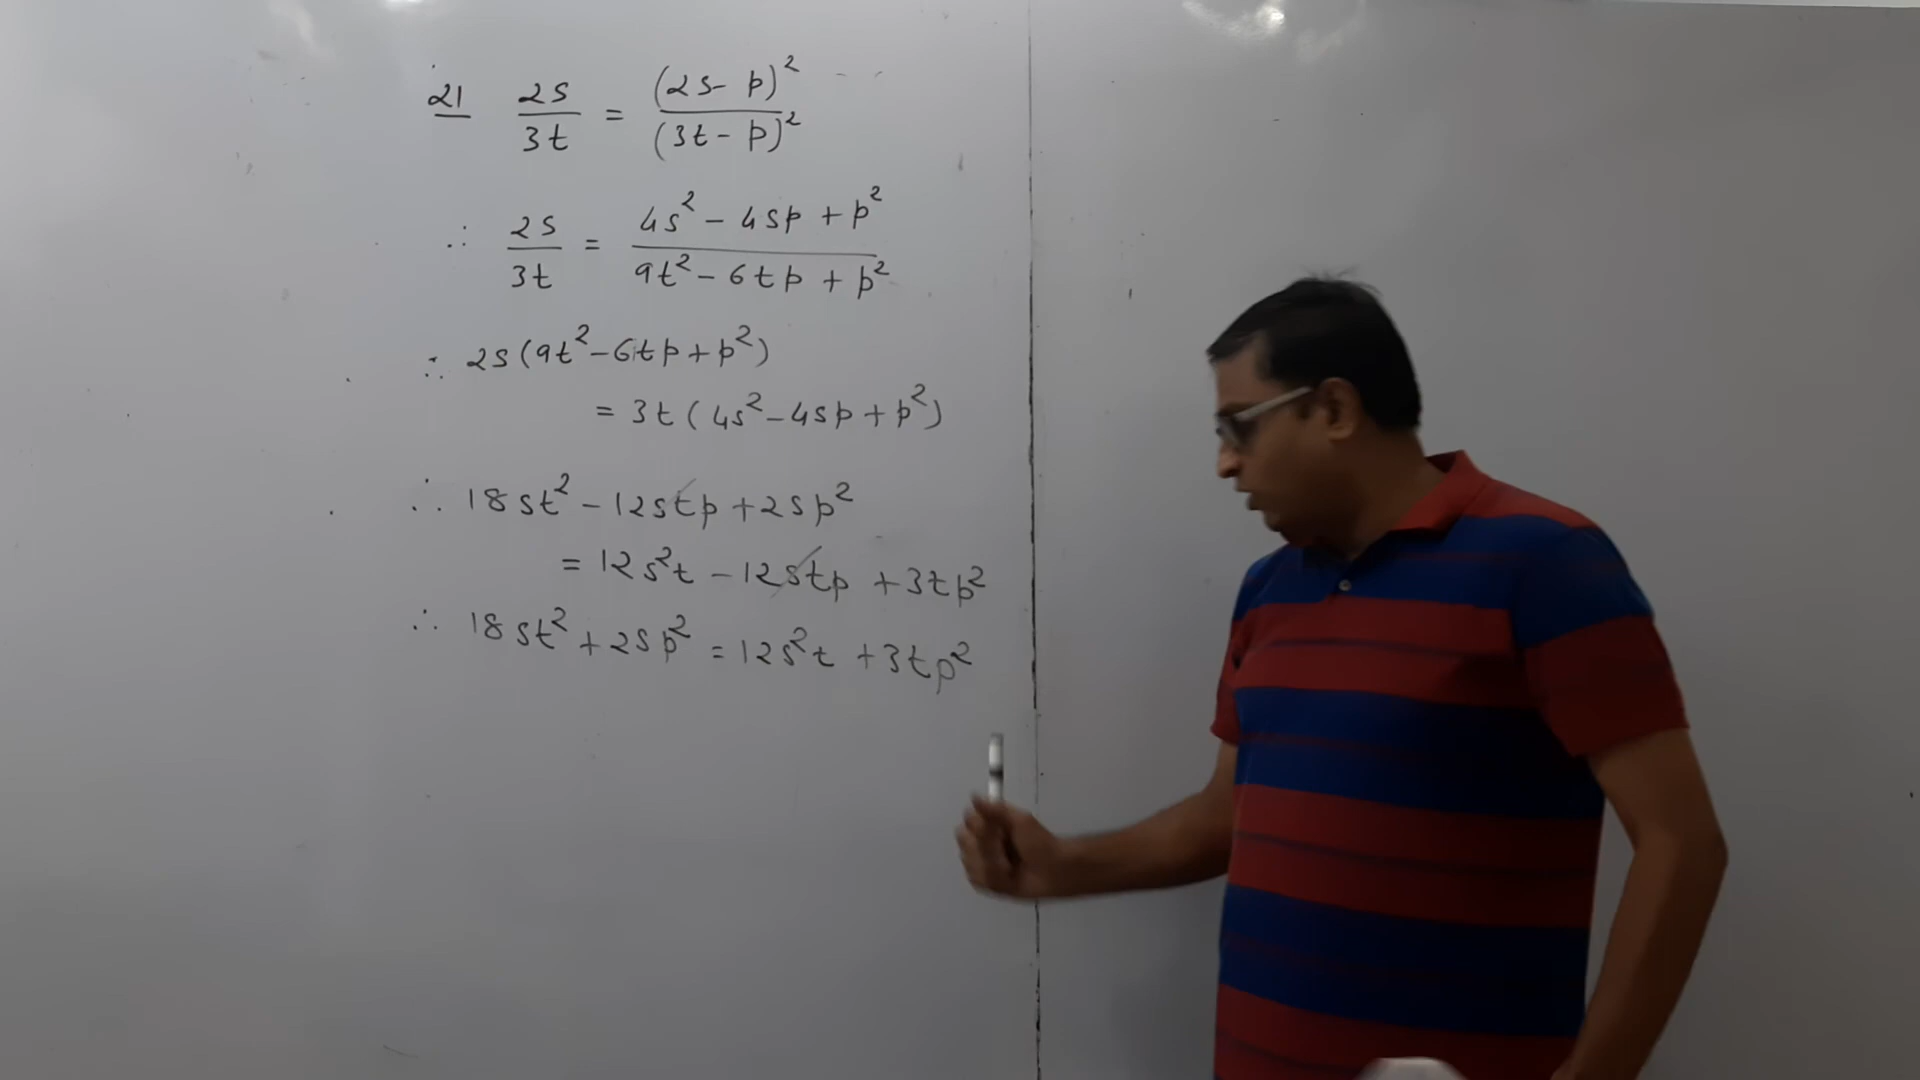 21 2s/3t = (2s - p)²/(3t - p)²
∴ 2s/3t = 4s² - 4sp + p²/9t² - 6tp + p²
∴ 2s(9t² - 6tp + p²)
= 3t(4s² - 4sp + p²)
∴ 18st² - 12stp + 2sp²
= 12s²t - 12stp + 3tp²
∴ 18st² + 2sp² = 12s²t + 3tp²